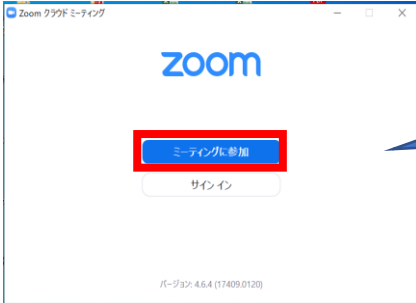 Zoom クラウド ミーティング
zoom
ミーティングに参加
サイン イン
バージョン: 4.6.4 (17409.0120)